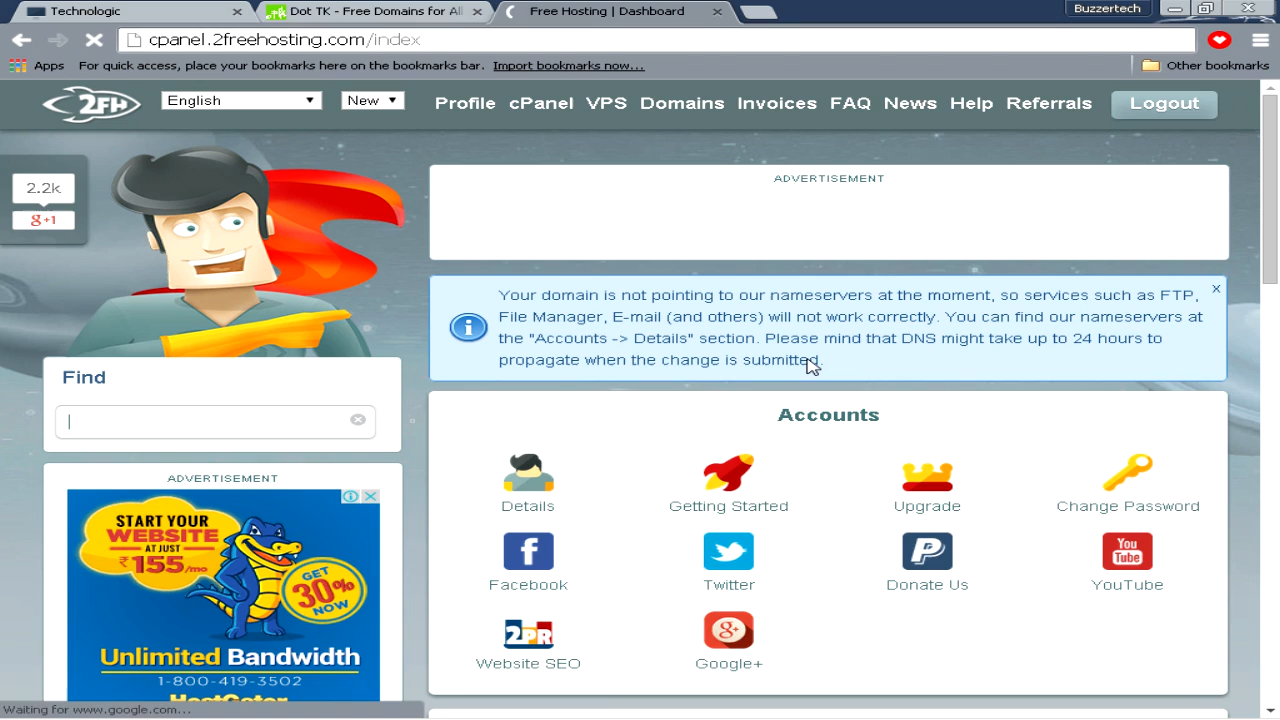 Technologic
Dot TK - Free Domains for All
Free Hosting | Dashboard
Buzzertech
cpanel.2freehosting.com/index
Apps
For quick access, place your bookmarks here on the bookmarks bar.
Import bookmarks now...
Other bookmarks
2FH
English
New
Profile
cPanel
VPS
Domains
Invoices
FAQ
News
Help
Referrals
Logout
2.2k
g+1
ADVERTISEMENT
Your domain is not pointing to our nameservers at the moment, so services such as FTP,
File Manager, E-mail (and others) will not work correctly. You can find our nameservers at
the "Accounts -> Details" section. Please mind that DNS might take up to 24 hours to
propagate when the change is submitted.
Find
ADVERTISEMENT
START YOUR
WEBSITE
AT JUST
₹155/mo
GET
30%
NOW
Unlimited Bandwidth
1-800-419-3502
HostGator
Accounts
Details
Getting Started
Upgrade
Change Password
Facebook
Twitter
Donate Us
You
Tube
YouTube
2PR
Website SEO
g+
Google+
Waiting for www.google.com...